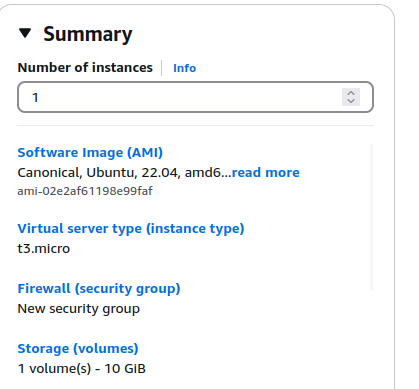 Summary
Number of instances Info
1
Software Image (AMI)
Canonical, Ubuntu, 22.04, amd6...read more
ami-02e2af61198e99faf
Virtual server type (instance type)
t3.micro
Firewall (security group)
New security group
Storage (volumes)
1 volume(s) - 10 GiB